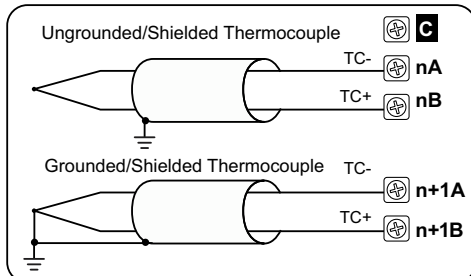 Ungrounded/Shielded Thermocouple
C
TC-
nA
TC+
nB
Grounded/Shielded Thermocouple
TC-
n+1A
TC+
n+1B